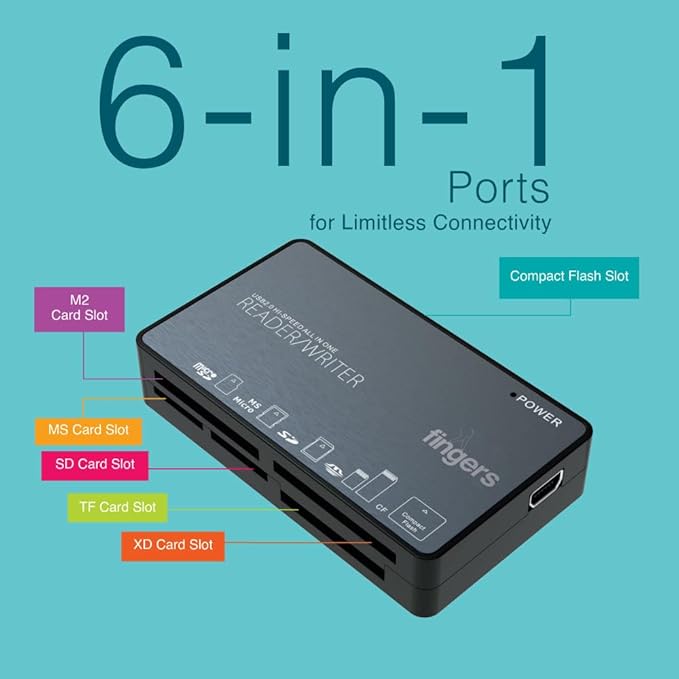 6-in-1
Ports
for Limitless Connectivity
Compact Flash Slot
M2
Card Slot
MS Card Slot
SD Card Slot
TF Card Slot
XD Card Slot
USB2.0 HI-SPEED ALL IN ONE
READER/WRITER
micro
SD
MS
Micro
SD
CF
Compact
Flash
POWER
fingers